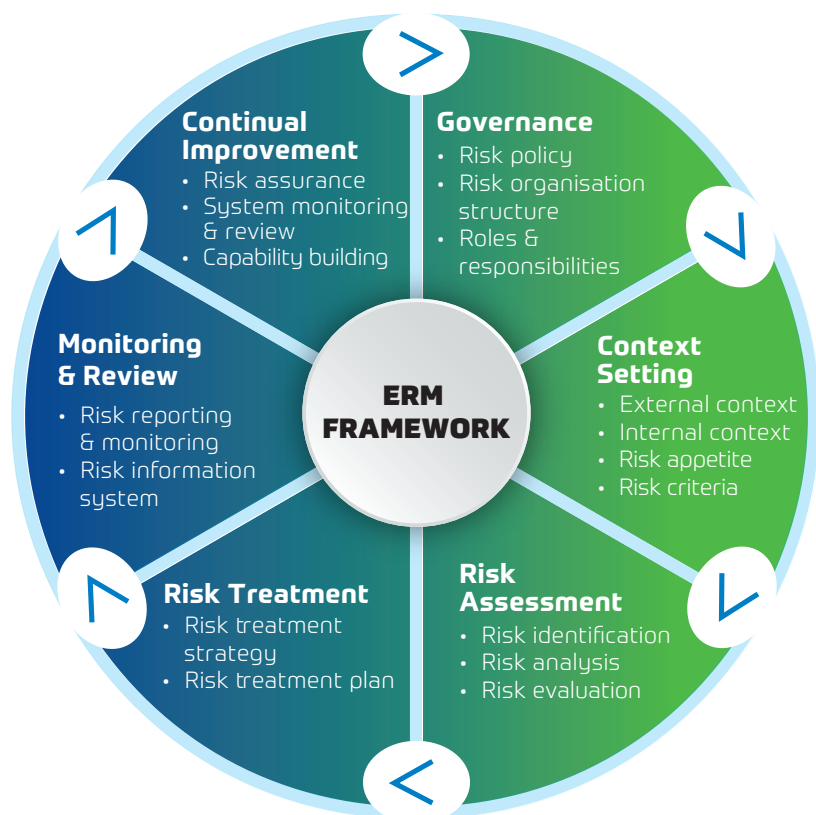 Continual
Improvement
• Risk assurance
• System monitoring
& review
• Capability building
Governance
• Risk policy
• Risk organisation
structure
• Roles &
responsibilities
Context
Setting
• External context
• Internal context
• Risk appetite
• Risk criteria
Risk
Assessment
• Risk identification
• Risk analysis
• Risk evaluation
Risk Treatment
• Risk treatment
strategy
• Risk treatment plan
Monitoring
& Review
• Risk reporting
& monitoring
• Risk information
system
ERM
FRAMEWORK